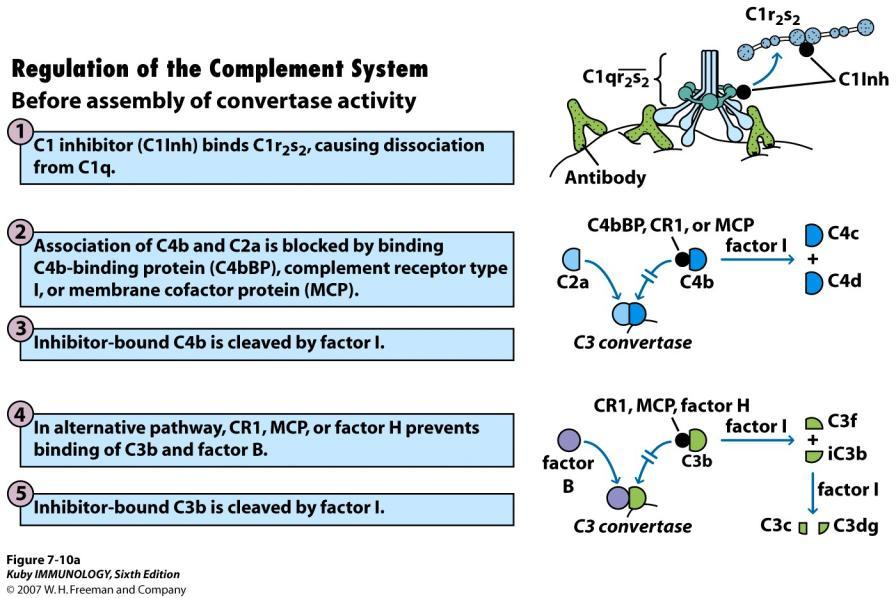 Regulation of the Complement System
Before assembly of convertase activity
1
C1 inhibitor (C1Inh) binds C1r₂s₂, causing dissociation
from C1q.
C1r₂s₂
C1qr̅₂̅s̅₂
C1Inh
Antibody
2
Association of C4b and C2a is blocked by binding
C4b-binding protein (C4bBP), complement receptor type
I, or membrane cofactor protein (MCP).
3
Inhibitor-bound C4b is cleaved by factor I.
C4bBP, CR1, or MCP
factor I
C4c
+
C4d
C2a
C4b
C3 convertase
4
In alternative pathway, CR1, MCP, or factor H prevents
binding of C3b and factor B.
5
Inhibitor-bound C3b is cleaved by factor I.
CR1, MCP, factor H
factor I
C3f
+
iC3b
factor
B
C3b
factor I
C3 convertase
C3c
C3dg
Figure 7-10a
Kuby IMMUNOLOGY, Sixth Edition
© 2007 W. H. Freeman and Company